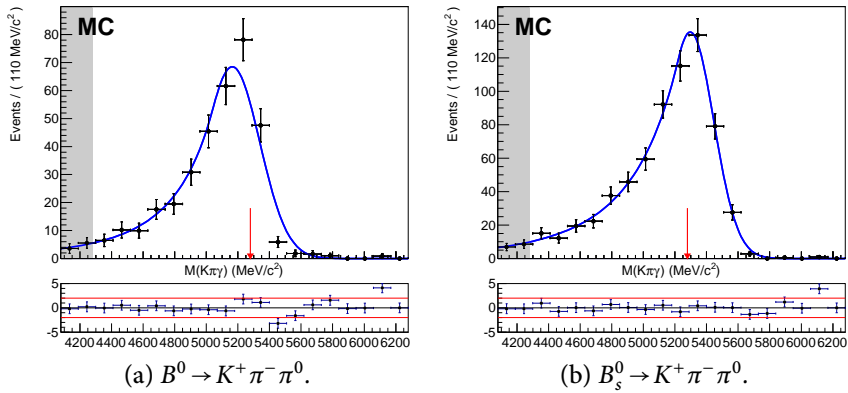 MC
Events / ( 110 MeV/c²)
80
70
60
50
40
30
20
10
0
M(Kπγ) (MeV/c²)
5
0
-5
4200 4400 4600 4800 5000 5200 5400 5600 5800 6000 6200
(a) B⁰ → K⁺ π⁻ π⁰.
MC
Events / ( 110 MeV/c²)
140
120
100
80
60
40
20
0
M(Kπγ) (MeV/c²)
5
0
-5
4200 4400 4600 4800 5000 5200 5400 5600 5800 6000 6200
(b) B⁰ₛ → K⁺ π⁻ π⁰.